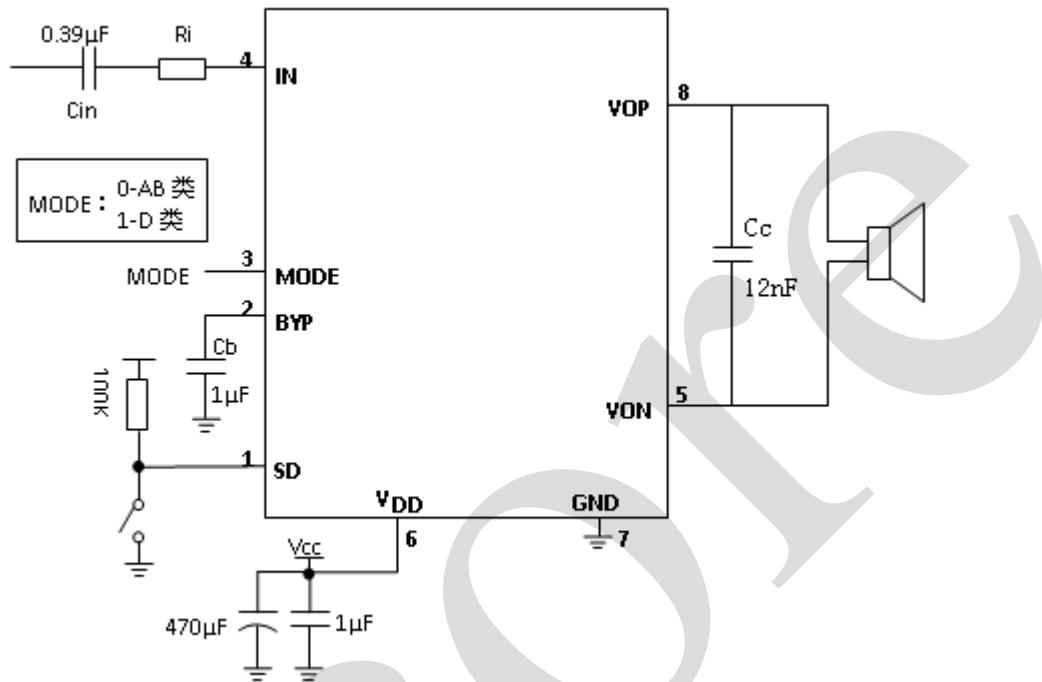 0.39μF
Ri
4
IN
Cin
8
VOP
MODE：
0-AB 类
1-D 类
Cc
12nF
3
MODE
MODE
2
BYP
Cb
1μF
100K
5
VON
1
SD
VDD
GND
6
7
Vcc
470μF
1μF
ore